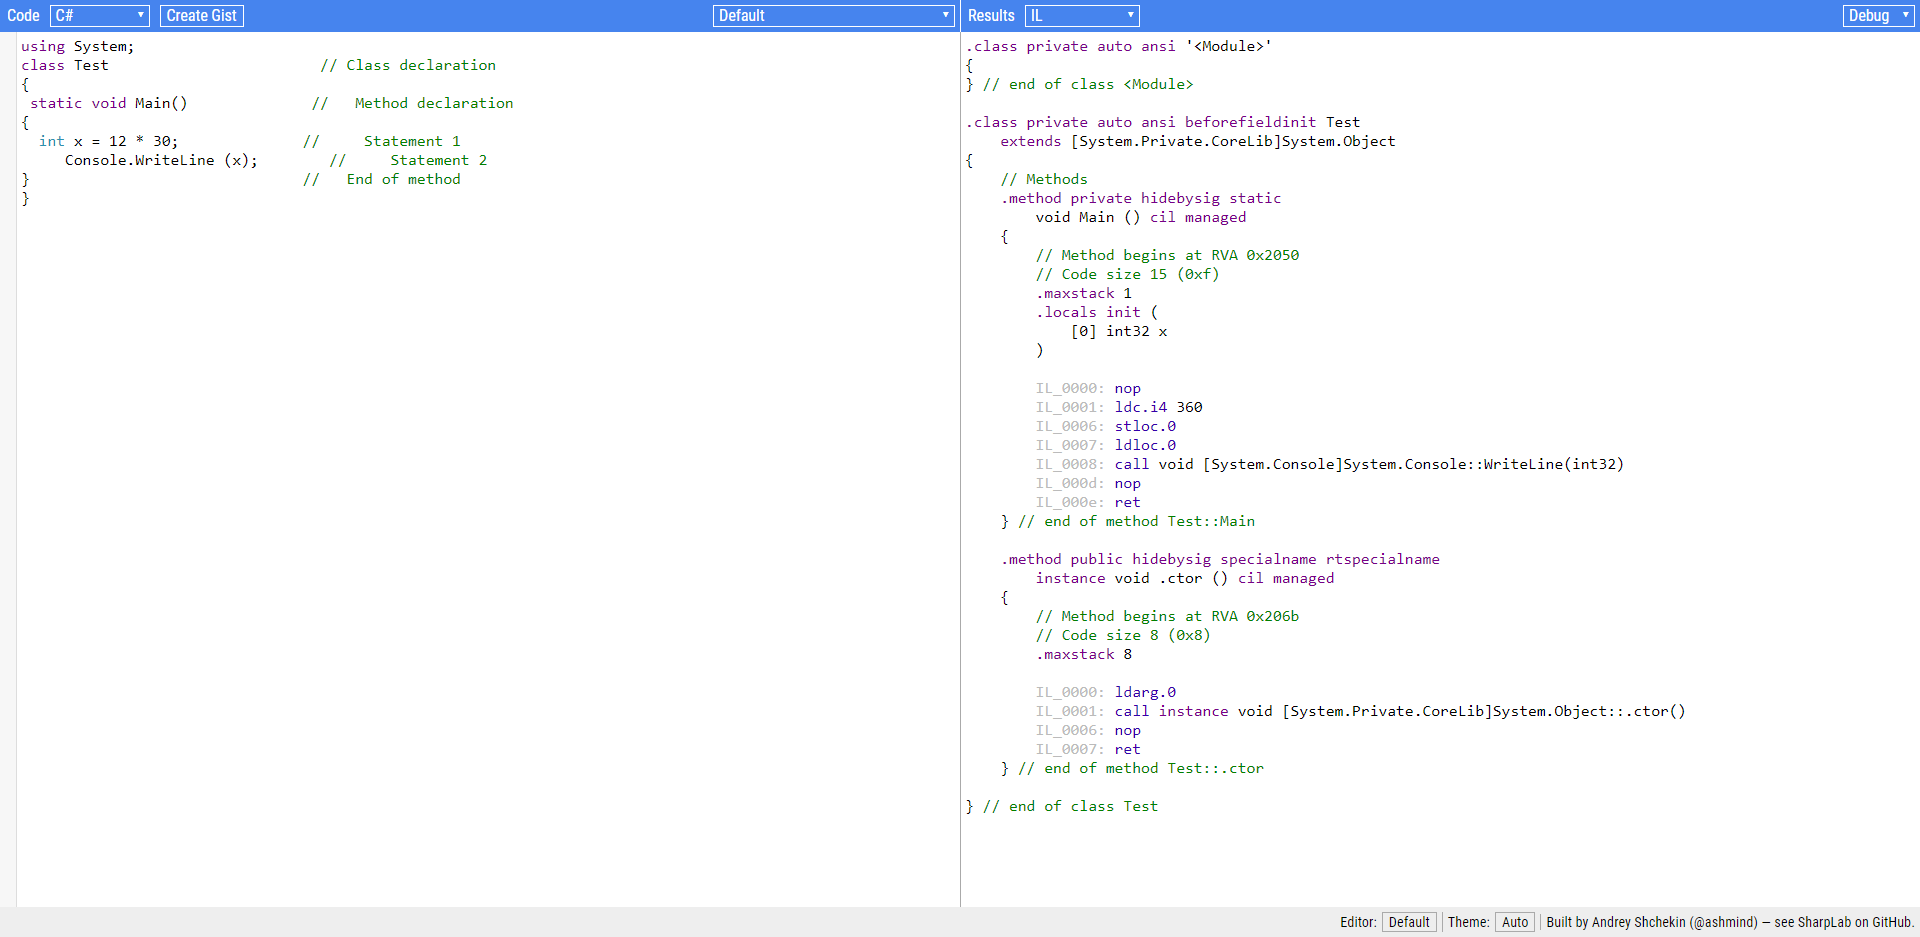 Code C# Create Gist Default
using System;
class Test // Class declaration
{
static void Main() // Method declaration
{
int x = 12 * 30; // Statement 1
Console.WriteLine (x); // Statement 2
} // End of method
}
Results IL Debug
.class private auto ansi '<Module>'
{
} // end of class <Module>
.class private auto ansi beforefieldinit Test
extends [System.Private.CoreLib]System.Object
{
// Methods
.method private hidebysig static
void Main () cil managed
{
// Method begins at RVA 0x2050
// Code size 15 (0xf)
.maxstack 1
.locals init (
[0] int32 x
)
IL_0000: nop
IL_0001: ldc.i4 360
IL_0006: stloc.0
IL_0007: ldloc.0
IL_0008: call void [System.Console]System.Console::WriteLine(int32)
IL_000d: nop
IL_000e: ret
} // end of method Test::Main
.method public hidebysig specialname rtspecialname
instance void .ctor () cil managed
{
// Method begins at RVA 0x206b
// Code size 8 (0x8)
.maxstack 8
IL_0000: ldarg.0
IL_0001: call instance void [System.Private.CoreLib]System.Object::.ctor()
IL_0006: nop
IL_0007: ret
} // end of method Test::.ctor
} // end of class Test
Editor: Default Theme: Auto Built by Andrey Shchekin (@ashmind) — see SharpLab on GitHub.